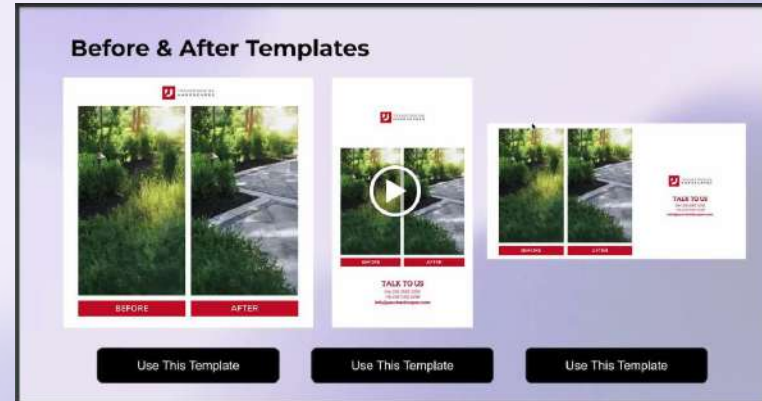 Before & After Templates
BEFORE
AFTER
BEFORE
AFTER
TALK TO US
BEFORE
AFTER
TALK TO US
Use This Template
Use This Template
Use This Template